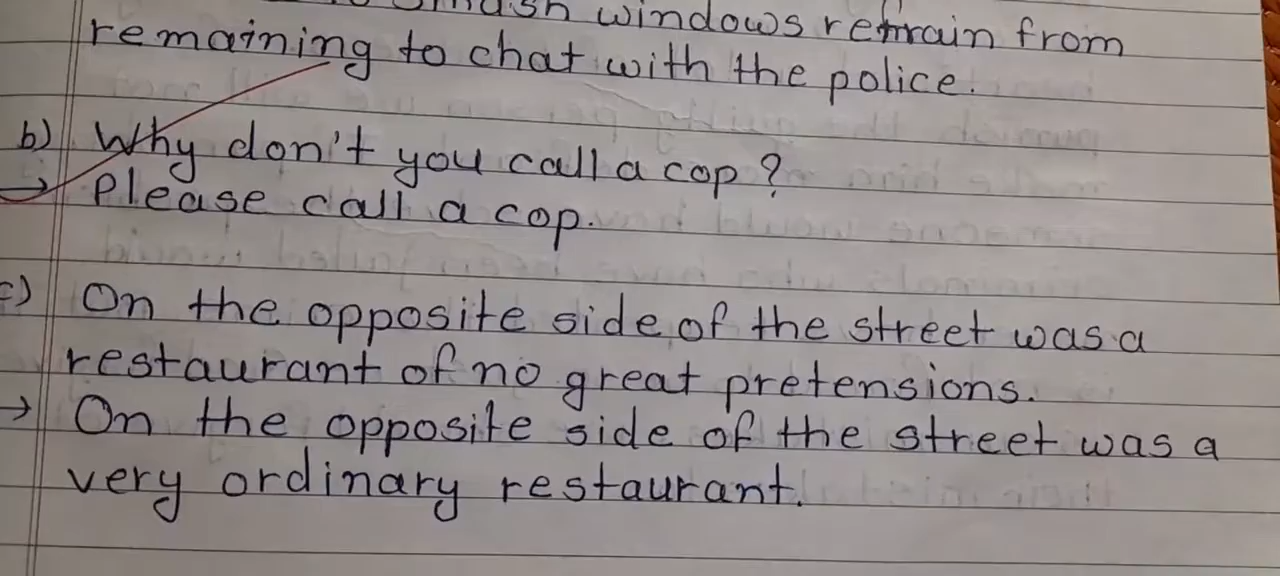 smash windows refrain from
remaining to chat with the police.
b) Why don't you call a cop?
→ Please call a cop.
c) On the opposite side of the street was a
restaurant of no great pretensions.
→ On the opposite side of the street was a
very ordinary restaurant.